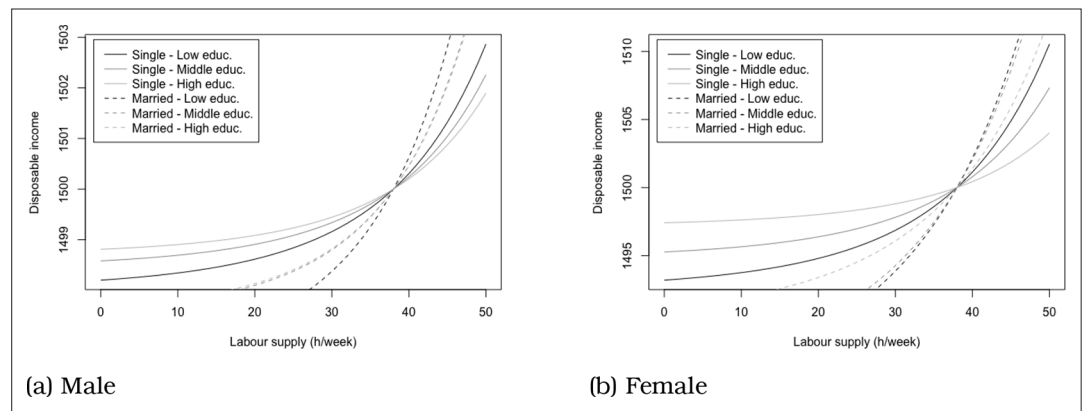 Single - Low educ.
Single - Middle educ.
Single - High educ.
Married - Low educ.
Married - Middle educ.
Married - High educ.
Disposable income
1503
1502
1501
1500
1499
0 10 20 30 40 50
Labour supply (h/week)
(a) Male
Single - Low educ.
Single - Middle educ.
Single - High educ.
Married - Low educ.
Married - Middle educ.
Married - High educ.
Disposable income
1510
1505
1500
1495
0 10 20 30 40 50
Labour supply (h/week)
(b) Female